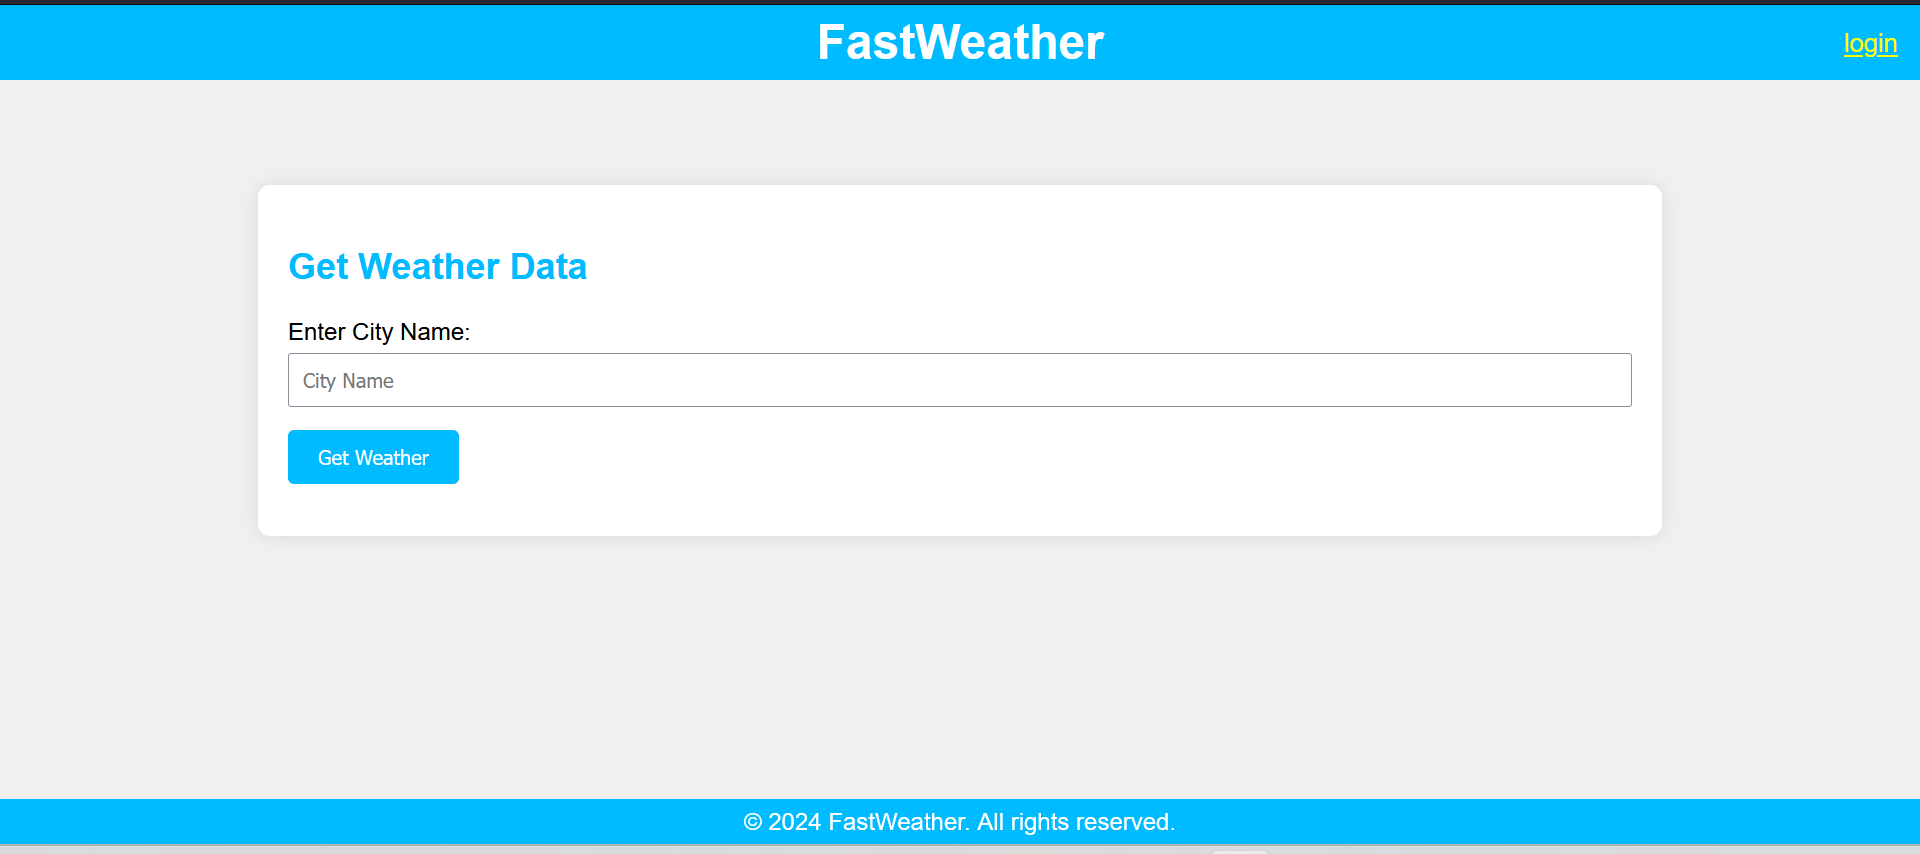 FastWeather
login
Get Weather Data
Enter City Name:
City Name
Get Weather
© 2024 FastWeather. All rights reserved.